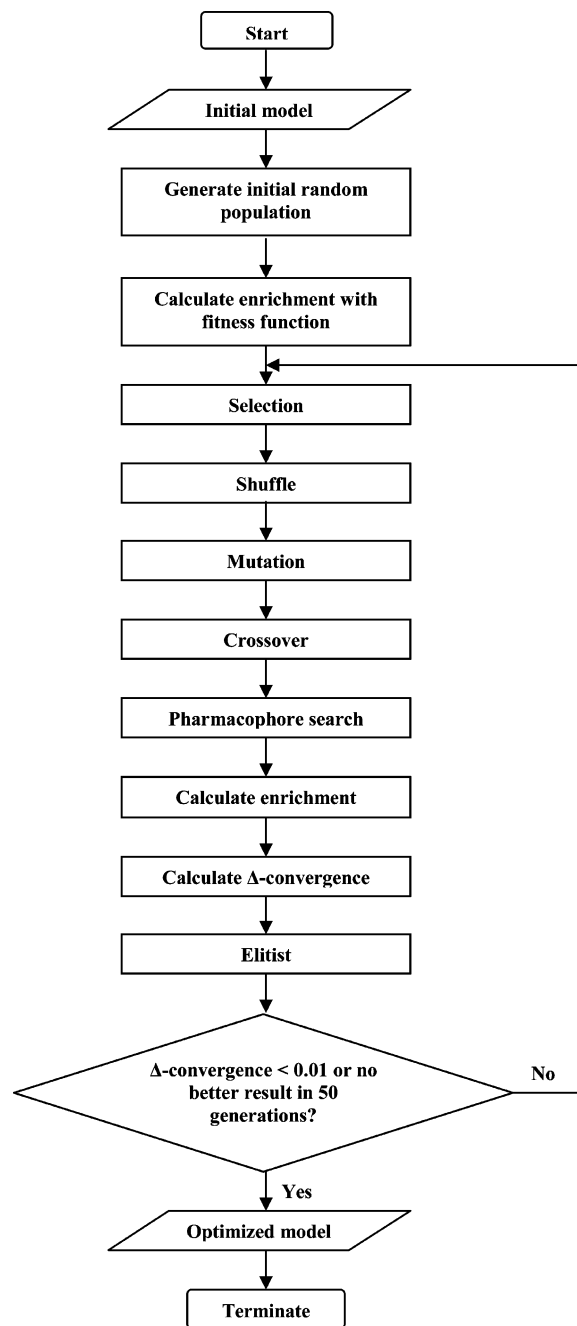 Start
Initial model
Generate initial random
population
Calculate enrichment with
fitness function
Selection
Shuffle
Mutation
Crossover
Pharmacophore search
Calculate enrichment
Calculate Δ-convergence
Elitist
Δ-convergence < 0.01 or no
better result in 50
generations?
No
Yes
Optimized model
Terminate